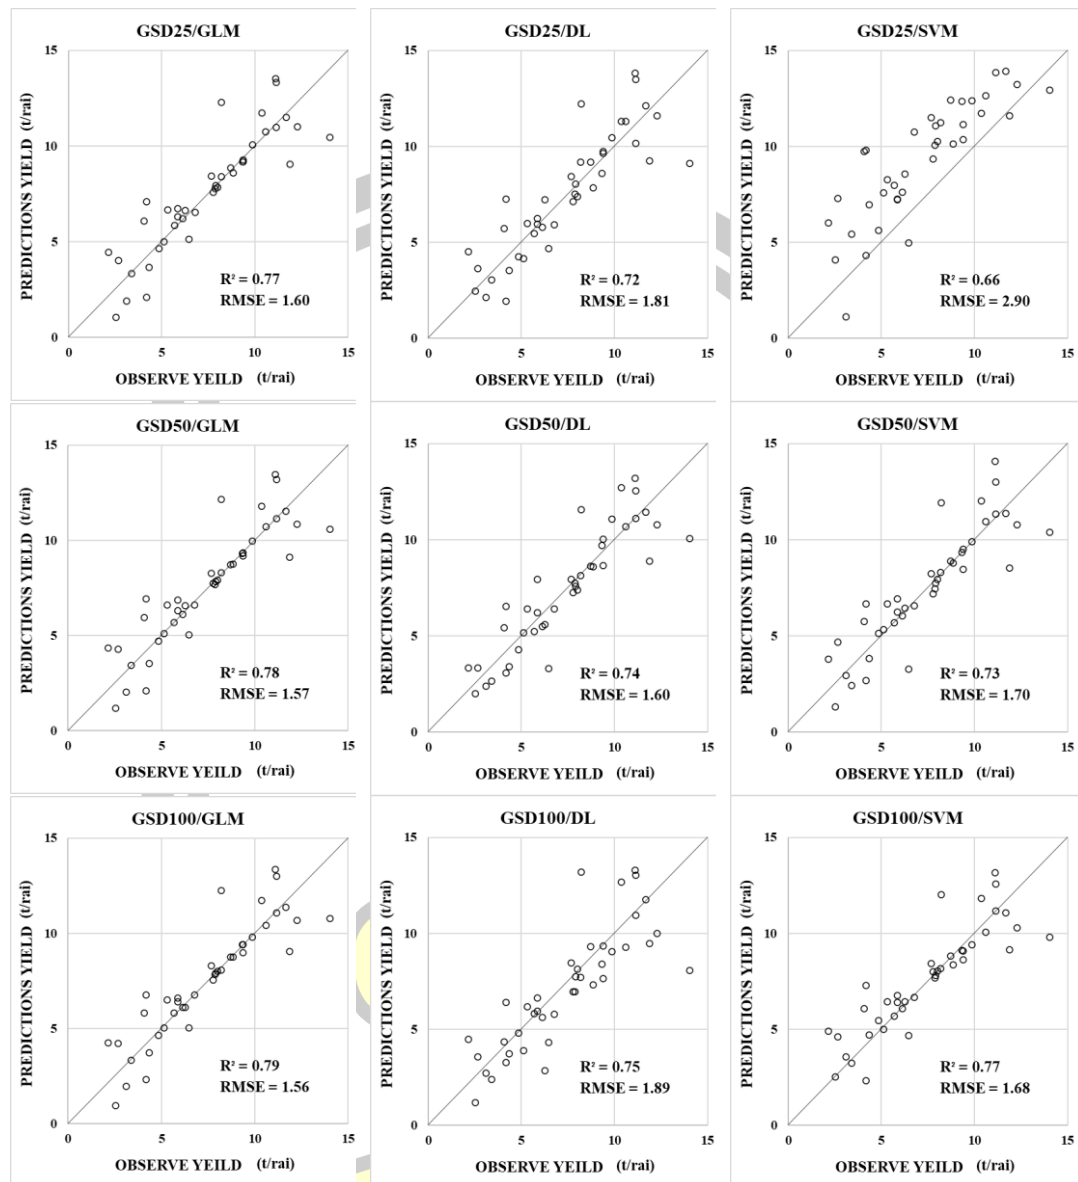 GSD25/GLM
PREDICTIONS YIELD (t/rai)
15
10
5
0
R² = 0.77
RMSE = 1.60
0 5 10 15
OBSERVE YEILD (t/rai)
GSD25/DL
PREDICTIONS YIELD (t/rai)
15
10
5
0
R² = 0.72
RMSE = 1.81
0 5 10 15
OBSERVE YEILD (t/rai)
GSD25/SVM
PREDICTIONS YIELD (t/rai)
15
10
5
0
R² = 0.66
RMSE = 2.90
0 5 10 15
OBSERVE YEILD (t/rai)
GSD50/GLM
PREDICTIONS YIELD (t/rai)
15
10
5
0
R² = 0.78
RMSE = 1.57
0 5 10 15
OBSERVE YEILD (t/rai)
GSD50/DL
PREDICTIONS YIELD (t/rai)
15
10
5
0
R² = 0.74
RMSE = 1.60
0 5 10 15
OBSERVE YEILD (t/rai)
GSD50/SVM
PREDICTIONS YIELD (t/rai)
15
10
5
0
R² = 0.73
RMSE = 1.70
0 5 10 15
OBSERVE YEILD (t/rai)
GSD100/GLM
PREDICTIONS YIELD (t/rai)
15
10
5
0
R² = 0.79
RMSE = 1.56
0 5 10 15
OBSERVE YEILD (t/rai)
GSD100/DL
PREDICTIONS YIELD (t/rai)
15
10
5
0
R² = 0.75
RMSE = 1.89
0 5 10 15
OBSERVE YEILD (t/rai)
GSD100/SVM
PREDICTIONS YIELD (t/rai)
15
10
5
0
R² = 0.77
RMSE = 1.68
0 5 10 15
OBSERVE YEILD (t/rai)